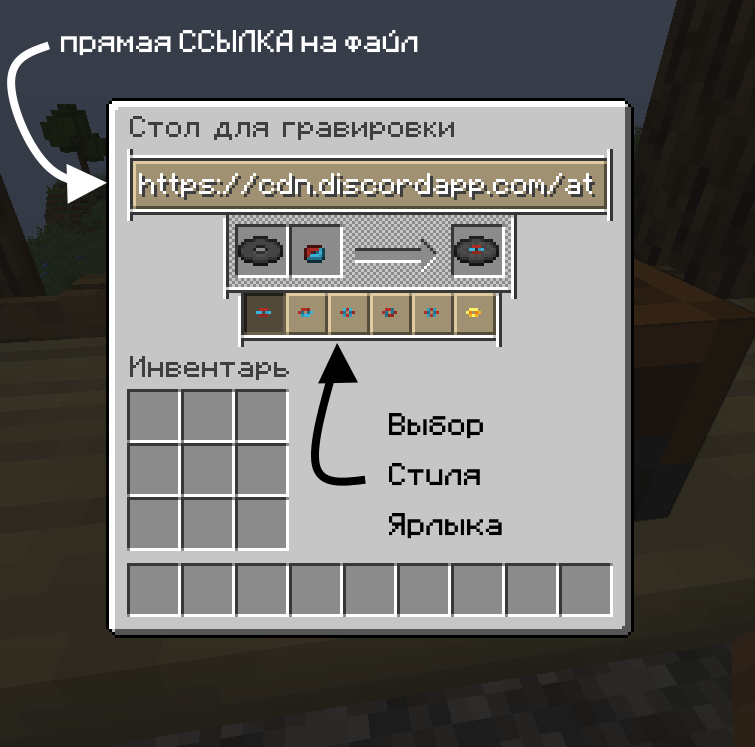 прямая ССЫЛКА на файл
Стол для гравировки
https://cdn.discordapp.com/at
Инвентарь
Выбор
Стиля
Ярлыка